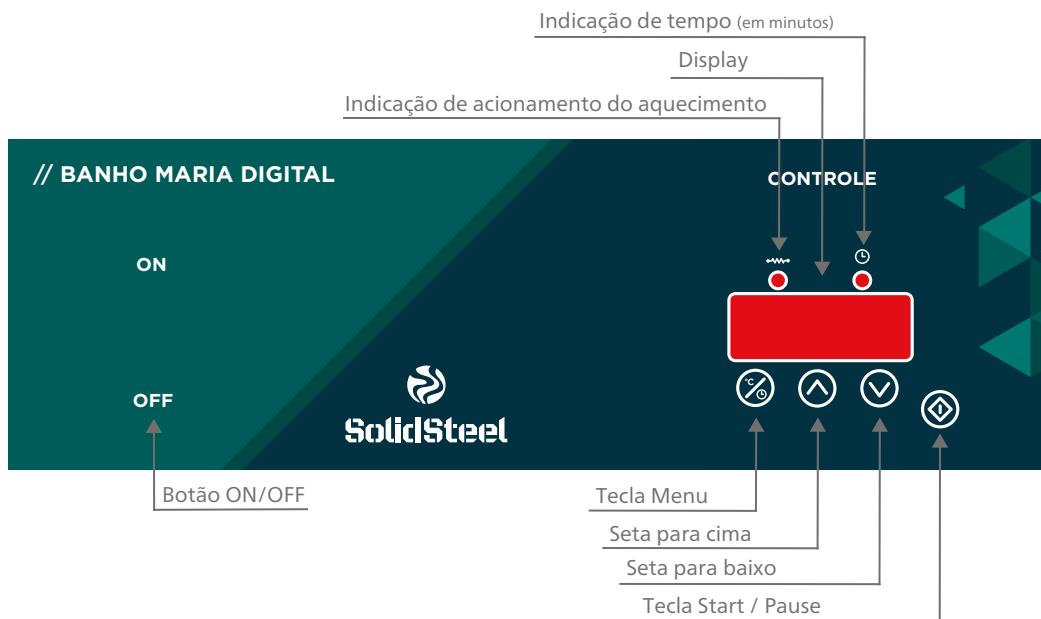 Indicação de tempo (em minutos)
Display
Indicação de acionamento do aquecimento
// BANHO MARIA DIGITAL
CONTROLE
ON
OFF
SolidSteel
°C
Botão ON/OFF
Tecla Menu
Seta para cima
Seta para baixo
Tecla Start / Pause